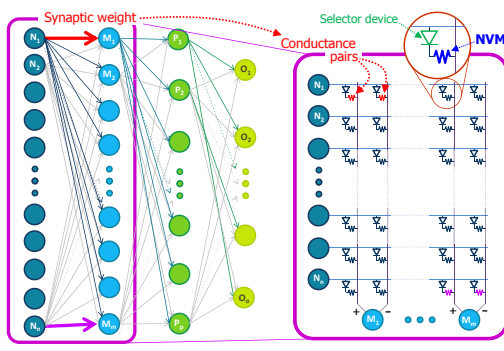 Synaptic weight
Selector device
NVM
Conductance
pairs
N1 M1 P1
O1
N2 M2 P2
O2
Nn Mm Pp Oo
N1
N2
Nn
+ M1 −
+ Mm −